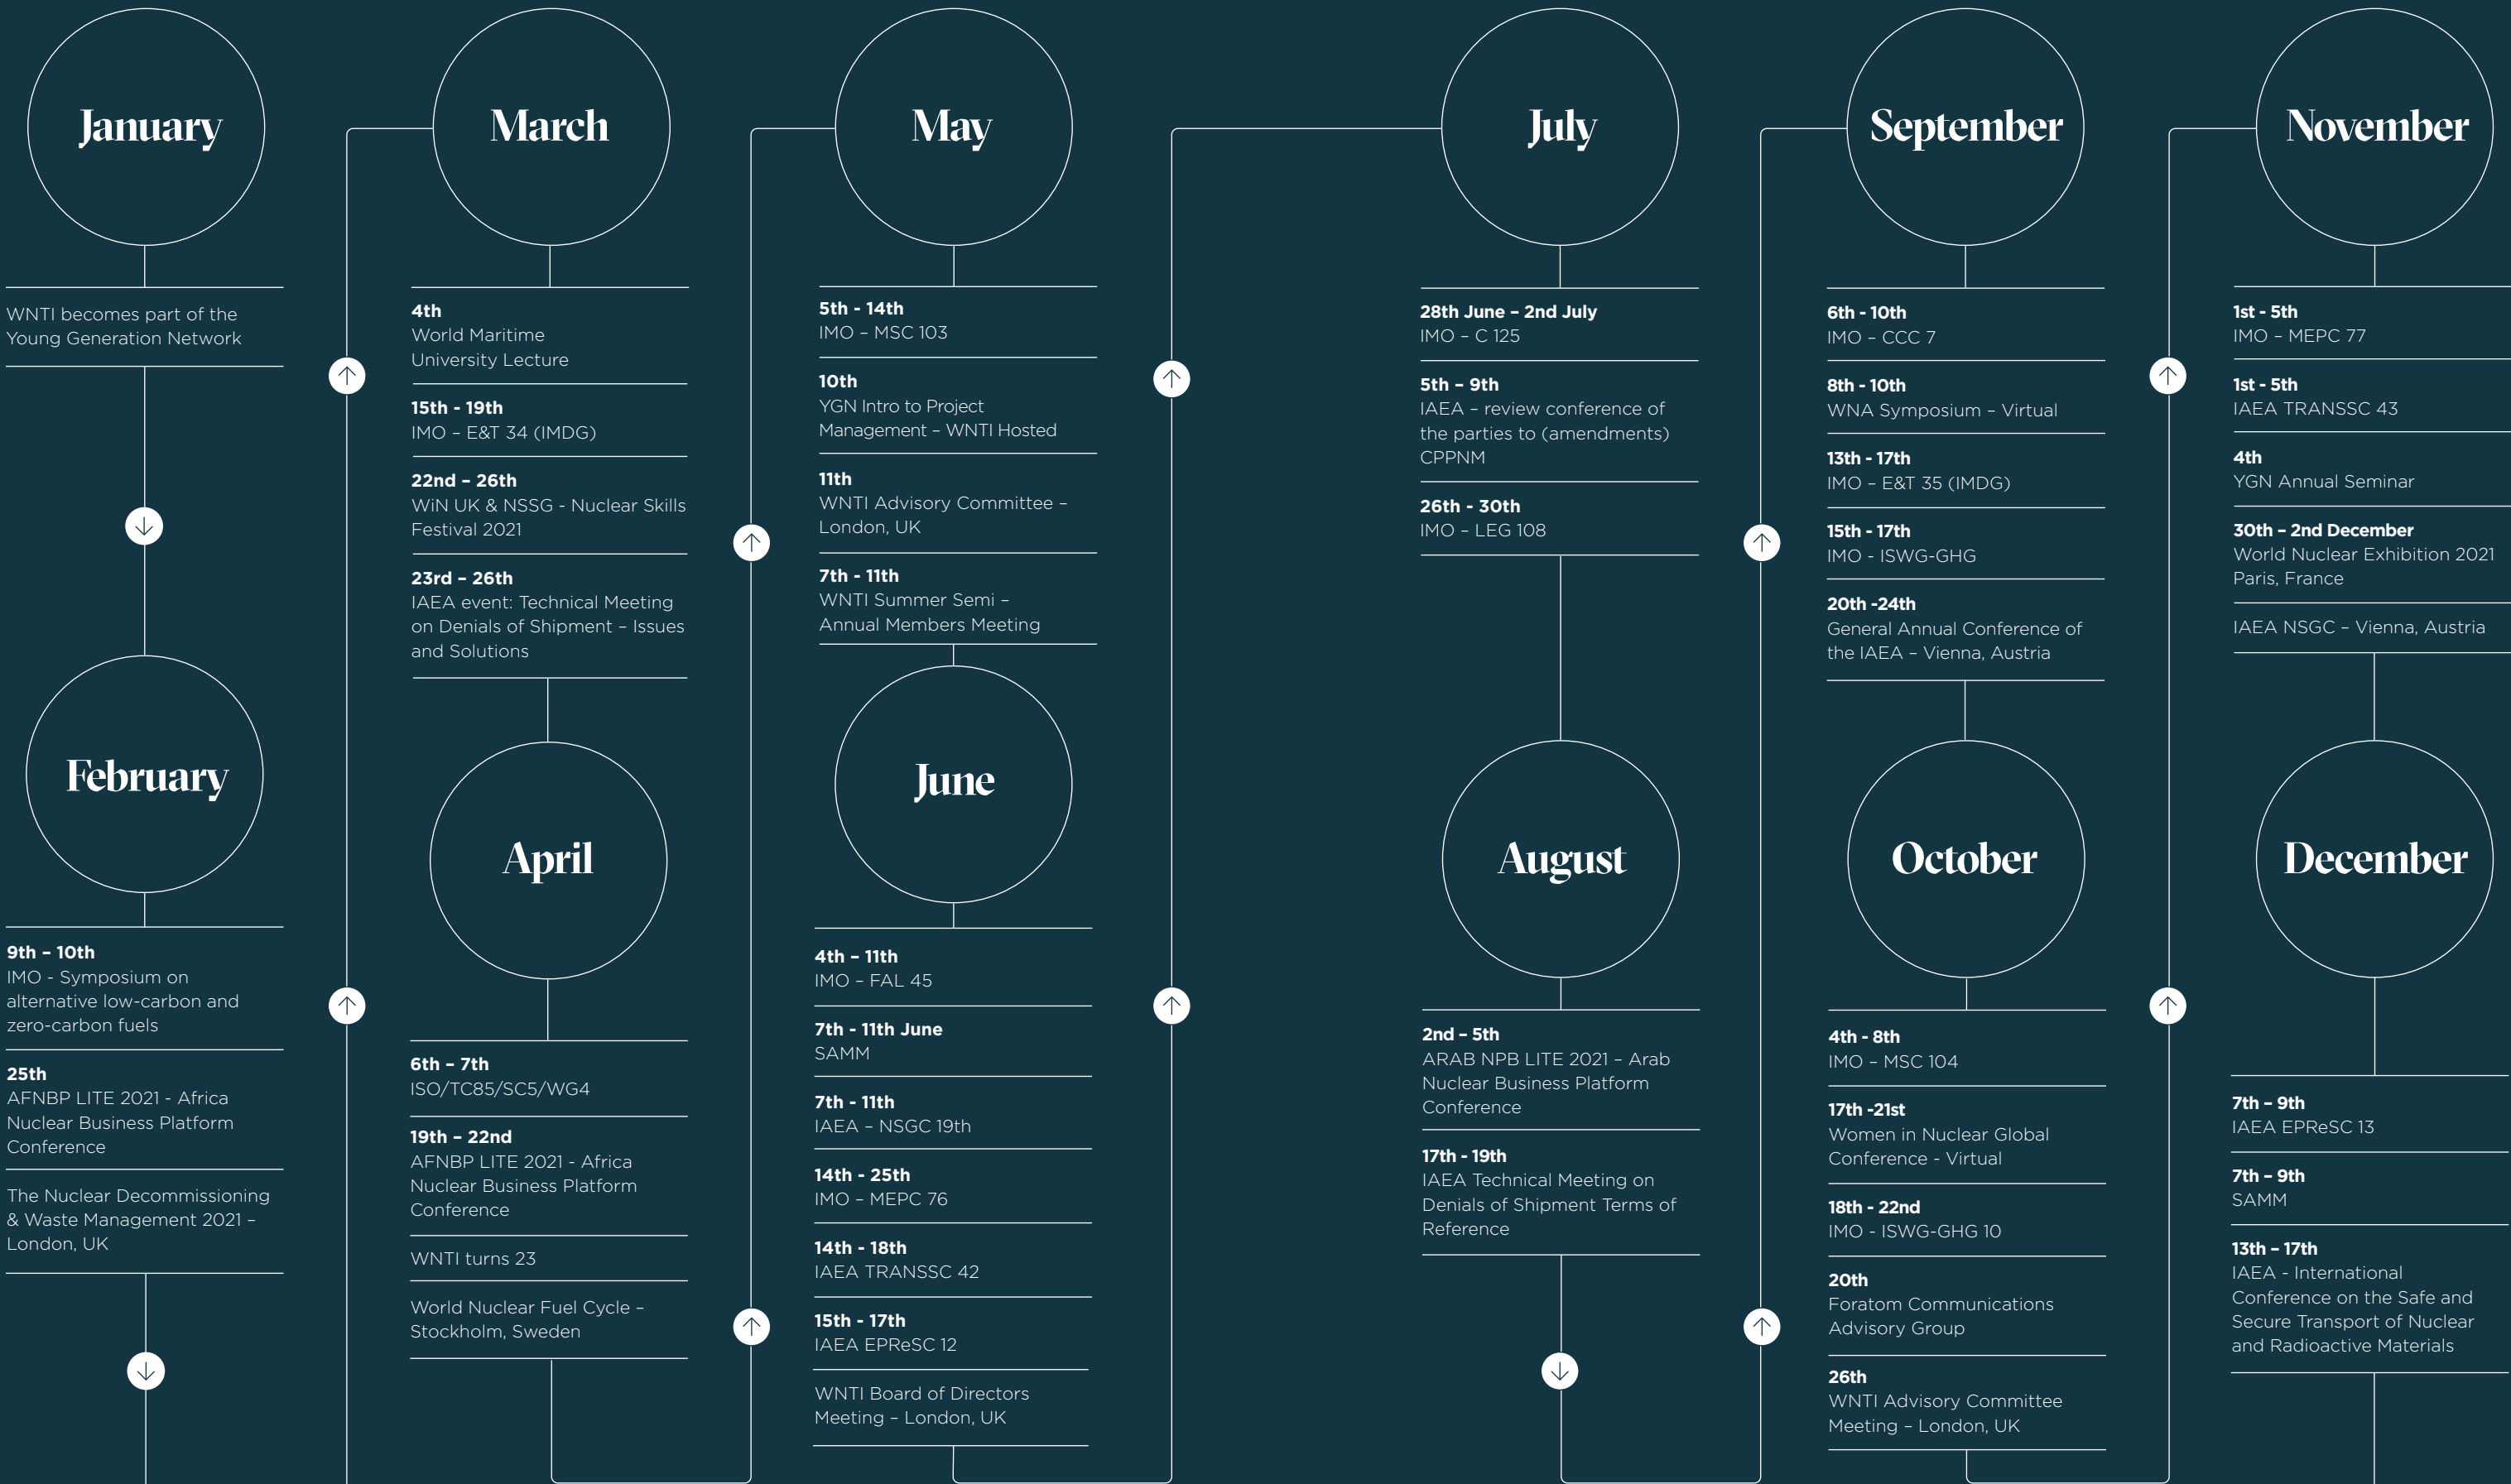 January
WNTI becomes part of the
Young Generation Network
February
9th – 10th
IMO - Symposium on
alternative low-carbon and
zero-carbon fuels
25th
AFNBP LITE 2021 - Africa
Nuclear Business Platform
Conference
The Nuclear Decommissioning
& Waste Management 2021 –
London, UK
March
4th
World Maritime
University Lecture
15th - 19th
IMO – E&T 34 (IMDG)
22nd – 26th
WiN UK & NSSG - Nuclear Skills
Festival 2021
23rd – 26th
IAEA event: Technical Meeting
on Denials of Shipment – Issues
and Solutions
April
6th – 7th
ISO/TC85/SC5/WG4
19th – 22nd
AFNBP LITE 2021 - Africa
Nuclear Business Platform
Conference
WNTI turns 23
World Nuclear Fuel Cycle –
Stockholm, Sweden
May
5th - 14th
IMO – MSC 103
10th
YGN Intro to Project
Management – WNTI Hosted
11th
WNTI Advisory Committee –
London, UK
7th - 11th
WNTI Summer Semi –
Annual Members Meeting
June
4th – 11th
IMO – FAL 45
7th - 11th June
SAMM
7th - 11th
IAEA – NSGC 19th
14th - 25th
IMO – MEPC 76
14th - 18th
IAEA TRANSSC 42
15th - 17th
IAEA EPReSC 12
WNTI Board of Directors
Meeting – London, UK
July
28th June – 2nd July
IMO – C 125
5th – 9th
IAEA – review conference of
the parties to (amendments)
CPPNM
26th - 30th
IMO – LEG 108
August
2nd – 5th
ARAB NPB LITE 2021 – Arab
Nuclear Business Platform
Conference
17th - 19th
IAEA Technical Meeting on
Denials of Shipment Terms of
Reference
September
6th - 10th
IMO – CCC 7
8th - 10th
WNA Symposium – Virtual
13th - 17th
IMO – E&T 35 (IMDG)
15th - 17th
IMO - ISWG-GHG
20th -24th
General Annual Conference of
the IAEA – Vienna, Austria
October
4th - 8th
IMO – MSC 104
17th -21st
Women in Nuclear Global
Conference - Virtual
18th - 22nd
IMO - ISWG-GHG 10
20th
Foratom Communications
Advisory Group
26th
WNTI Advisory Committee
Meeting – London, UK
November
1st - 5th
IMO – MEPC 77
1st - 5th
IAEA TRANSSC 43
4th
YGN Annual Seminar
30th – 2nd December
World Nuclear Exhibition 2021
Paris, France
IAEA NSGC – Vienna, Austria
December
7th – 9th
IAEA EPReSC 13
7th – 9th
SAMM
13th – 17th
IAEA - International
Conference on the Safe and
Secure Transport of Nuclear
and Radioactive Materials